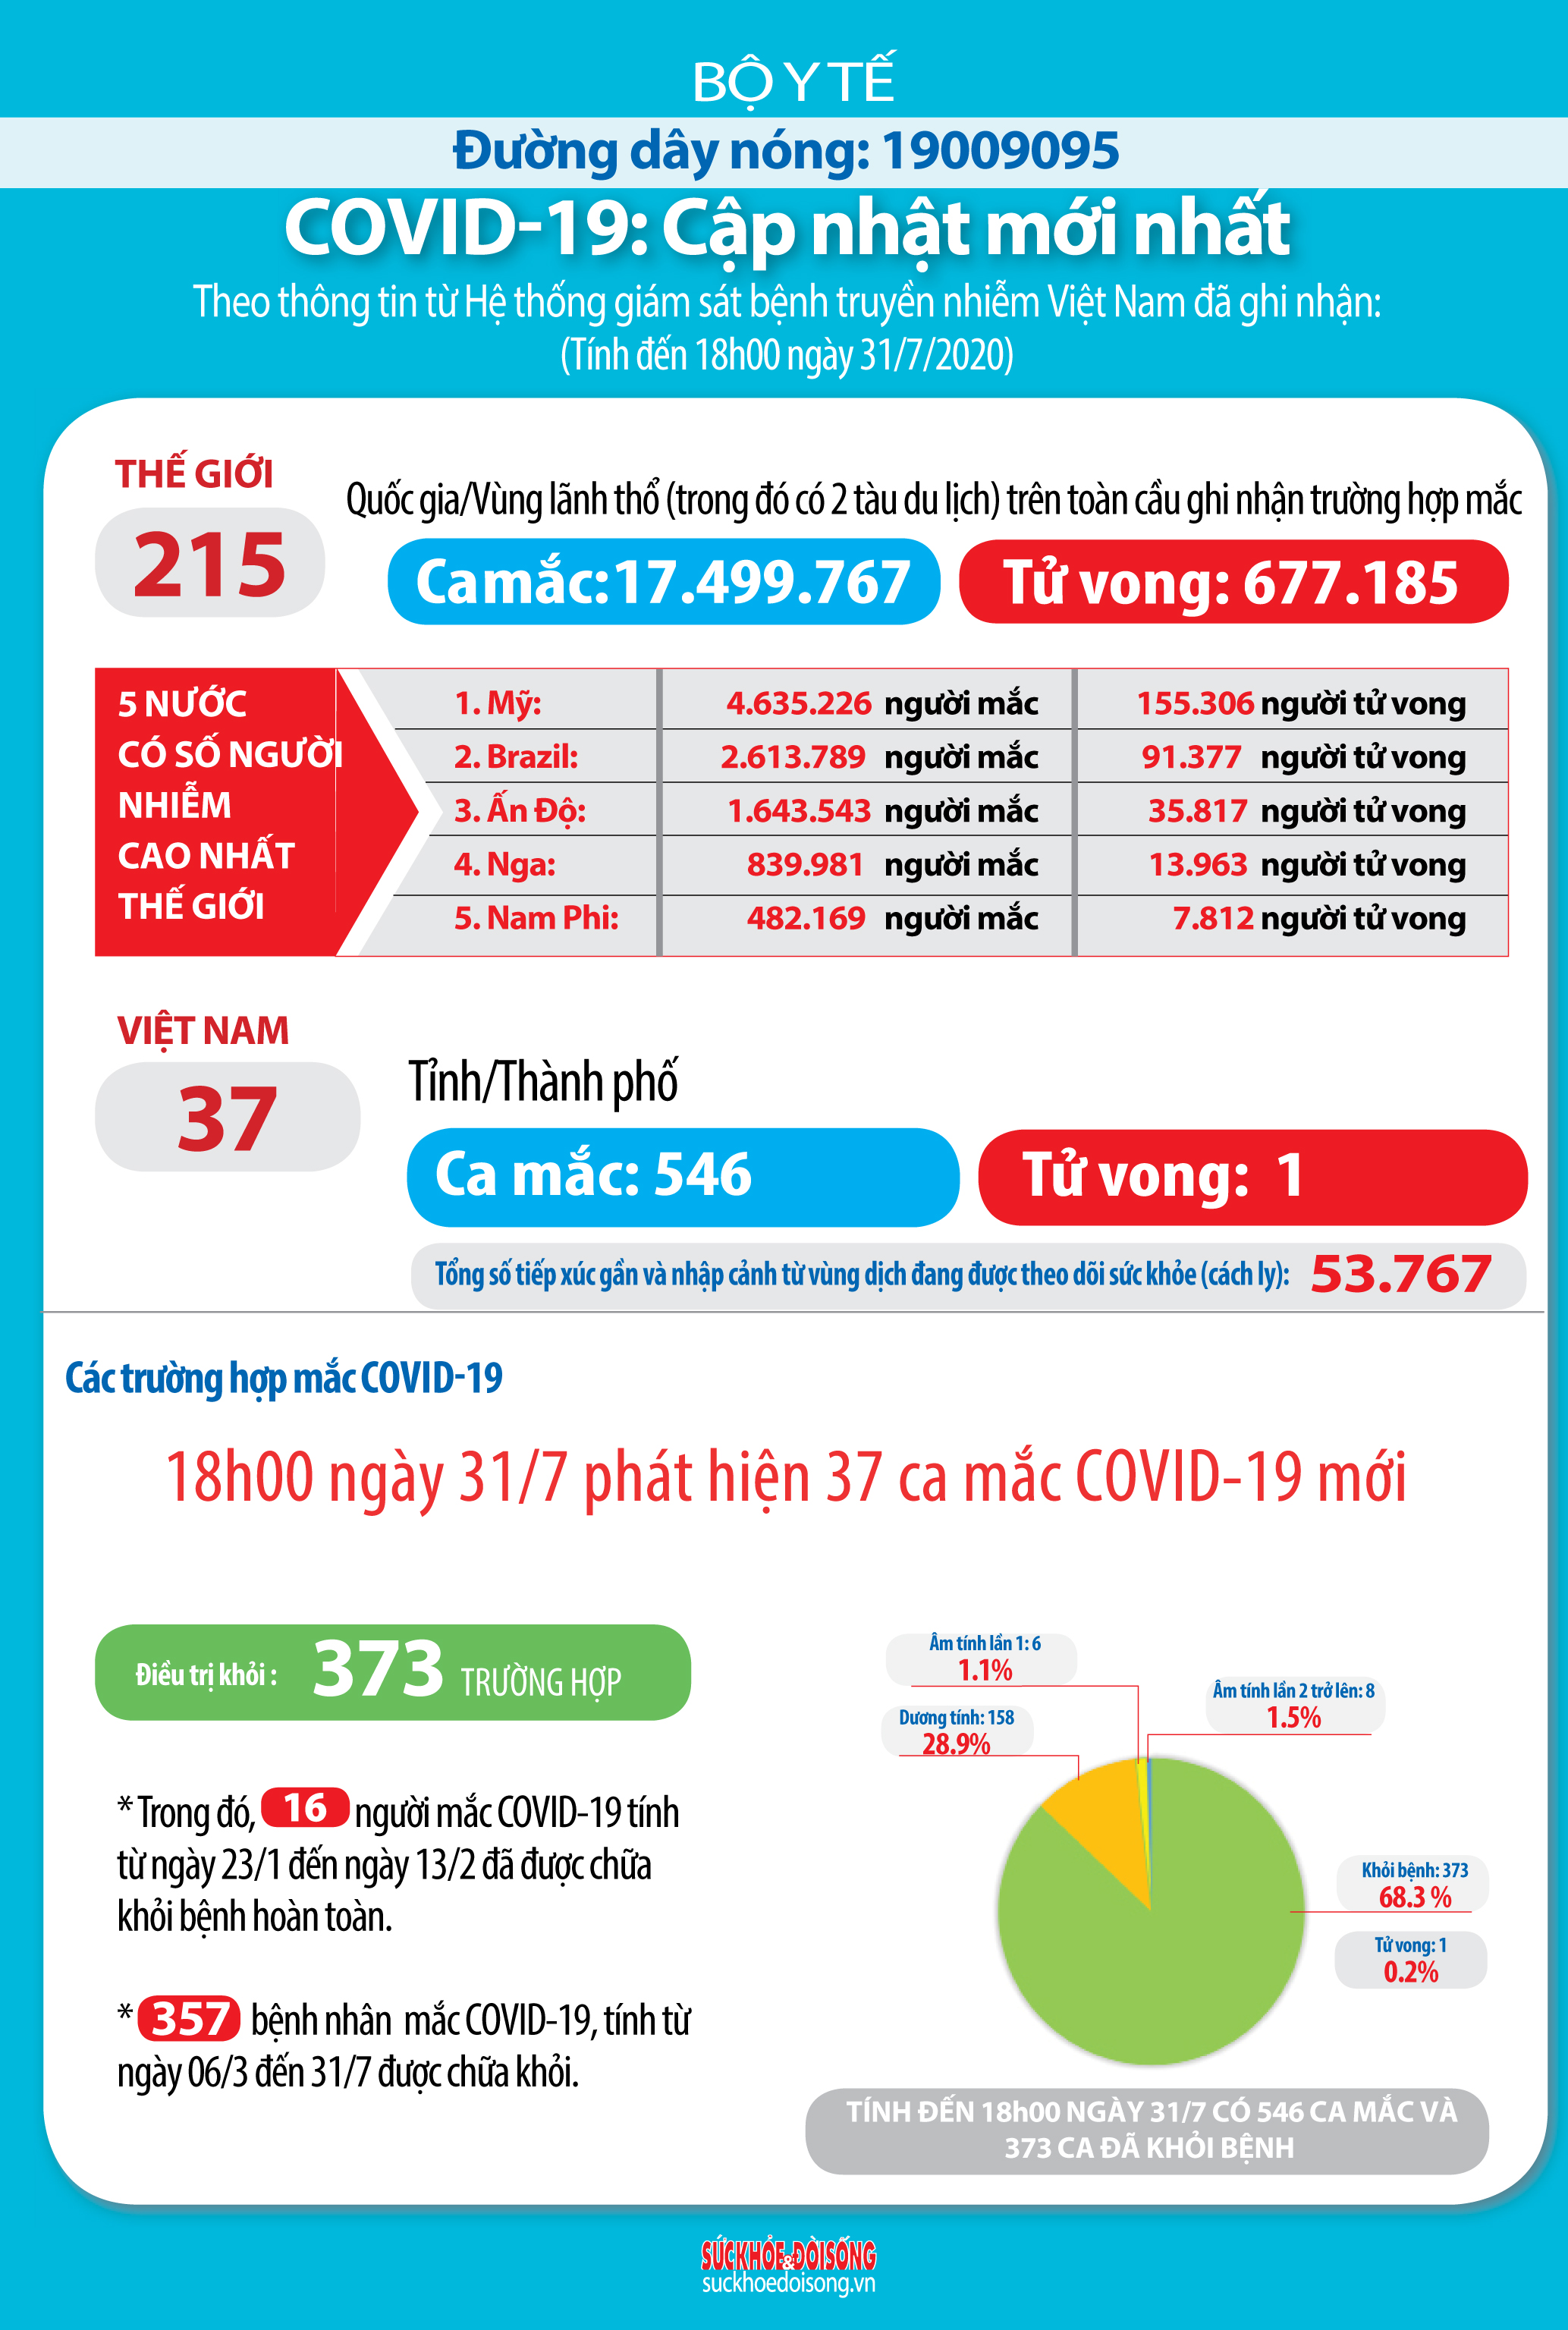 BỘ Y TẾ
Đường dây nóng: 19009095
COVID-19: Cập nhật mới nhất
Theo thông tin từ Hệ thống giám sát bệnh truyền nhiễm Việt Nam đã ghi nhận:
(Tính đến 18h00 ngày 31/7/2020)
THẾ GIỚI
215
Quốc gia/Vùng lãnh thổ (trong đó có 2 tàu du lịch) trên toàn cầu ghi nhận trường hợp mắc
Ca mắc: 17.499.767
Tử vong: 677.185
5 NƯỚC
CÓ SỐ NGƯỜI
NHIỄM
CAO NHẤT
THẾ GIỚI
1. Mỹ: 4.635.226 người mắc 155.306 người tử vong
2. Brazil: 2.613.789 người mắc 91.377 người tử vong
3. Ấn Độ: 1.643.543 người mắc 35.817 người tử vong
4. Nga: 839.981 người mắc 13.963 người tử vong
5. Nam Phi: 482.169 người mắc 7.812 người tử vong
VIỆT NAM
37
Tỉnh/Thành phố
Ca mắc: 546
Tử vong: 1
Tổng số tiếp xúc gần và nhập cảnh từ vùng dịch đang được theo dõi sức khỏe (cách ly): 53.767
Các trường hợp mắc COVID-19
18h00 ngày 31/7 phát hiện 37 ca mắc COVID-19 mới
Điều trị khỏi : 373 TRƯỜNG HỢP
* Trong đó, 16 người mắc COVID-19 tính
từ ngày 23/1 đến ngày 13/2 đã được chữa
khỏi bệnh hoàn toàn.
* 357 bệnh nhân mắc COVID-19, tính từ
ngày 06/3 đến 31/7 được chữa khỏi.
Âm tính lần 1: 6
1.1%
Âm tính lần 2 trở lên: 8
1.5%
Dương tính: 158
28.9%
Khỏi bệnh: 373
68.3 %
Tử vong: 1
0.2%
TÍNH ĐẾN 18h00 NGÀY 31/7 CÓ 546 CA MẮC VÀ
373 CA ĐÃ KHỎI BỆNH
SỨC KHỎE & ĐỜI SỐNG
suckhoedoisong.vn